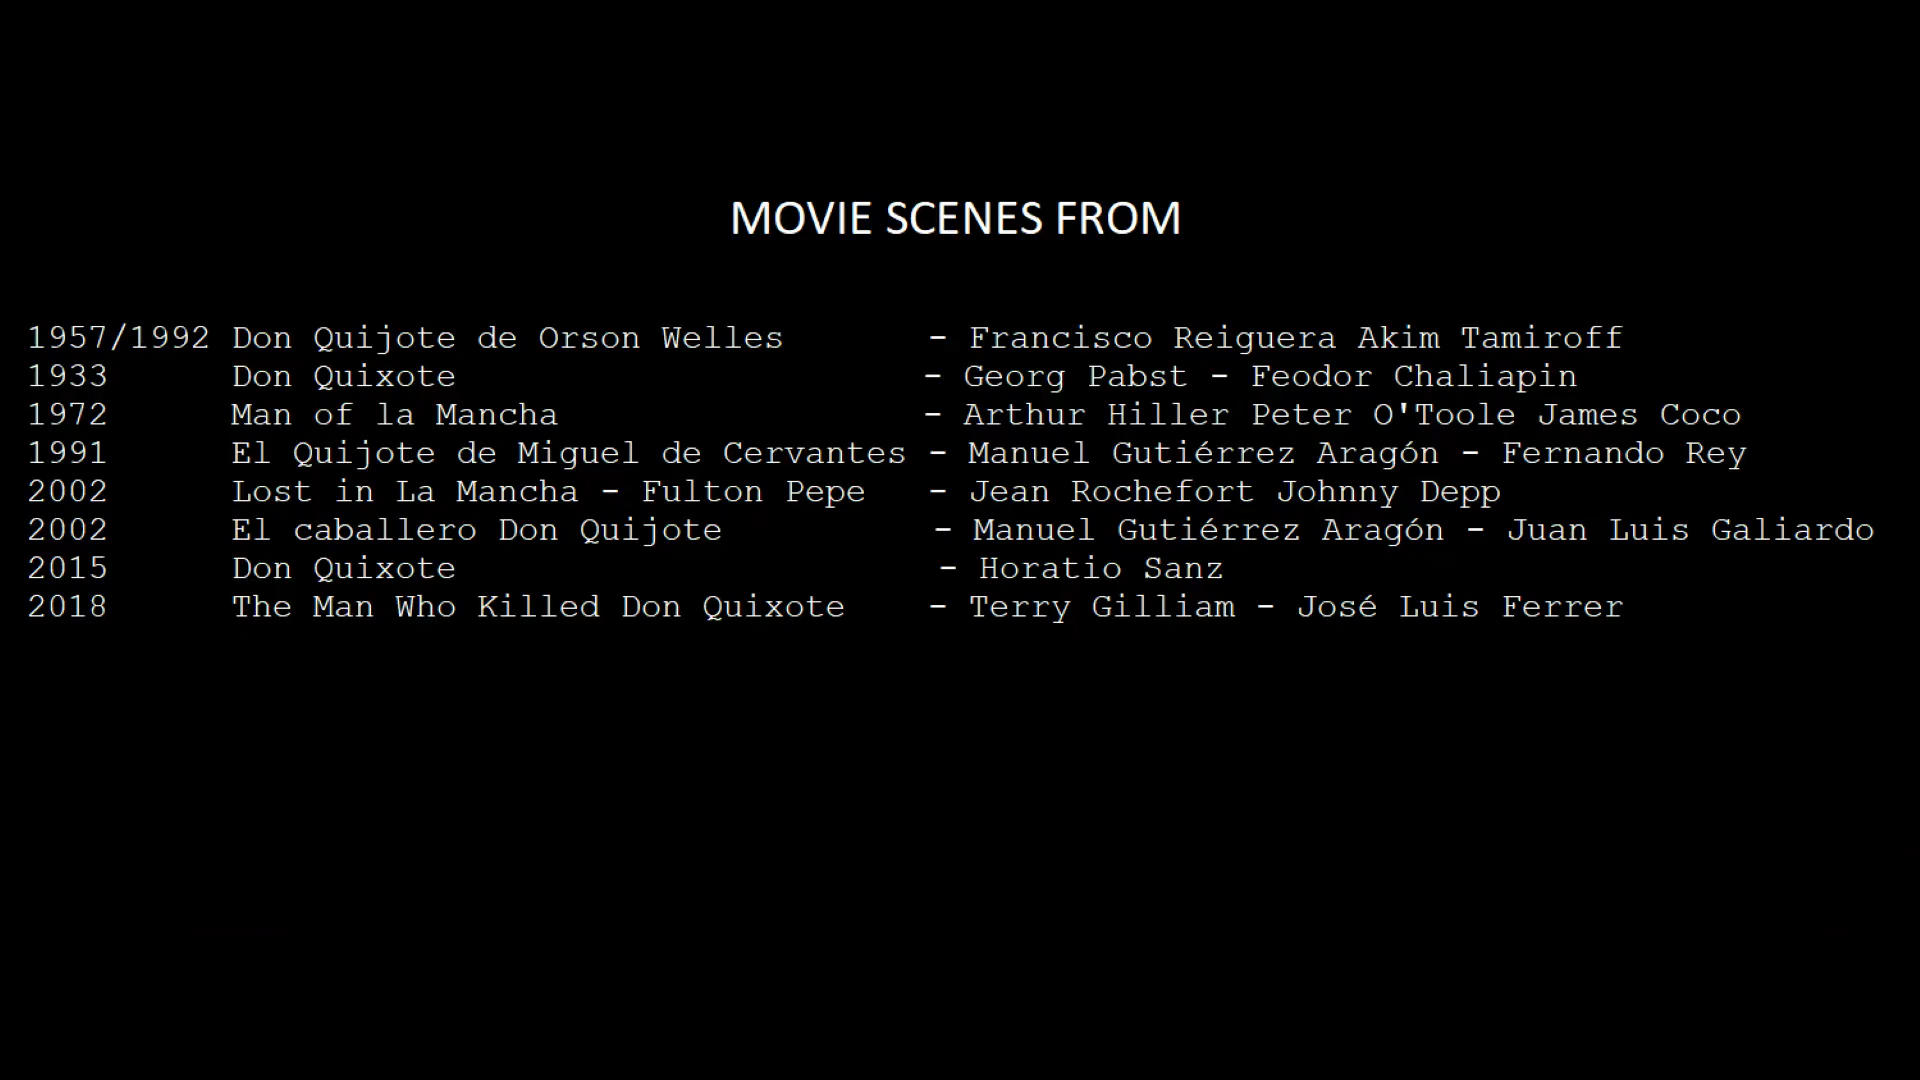 MOVIE SCENES FROM
1957/1992 Don Quijote de Orson Welles - Francisco Reiguera Akim Tamiroff
1933 Don Quixote - Georg Pabst - Feodor Chaliapin
1972 Man of la Mancha - Arthur Hiller Peter O'Toole James Coco
1991 El Quijote de Miguel de Cervantes - Manuel Gutiérrez Aragón - Fernando Rey
2002 Lost in La Mancha - Fulton Pepe - Jean Rochefort Johnny Depp
2002 El caballero Don Quijote - Manuel Gutiérrez Aragón - Juan Luis Galiardo
2015 Don Quixote - Horatio Sanz
2018 The Man Who Killed Don Quixote - Terry Gilliam - José Luis Ferrer